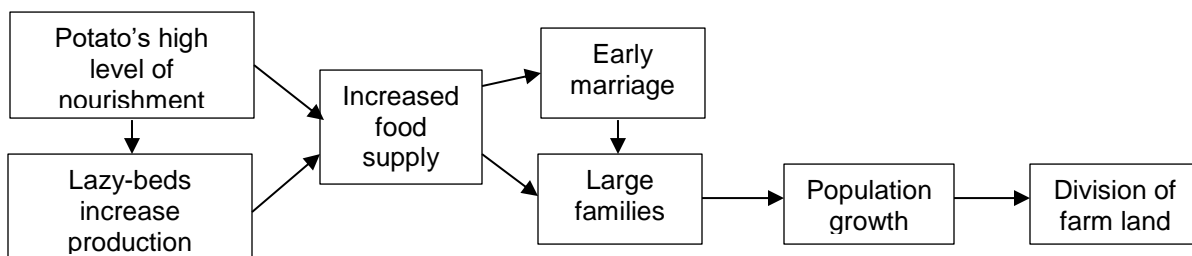 Potato’s high
level of
nourishment
Lazy-beds
increase
production
Increased
food
supply
Early
marriage
Large
families
Population
growth
Division of
farm land